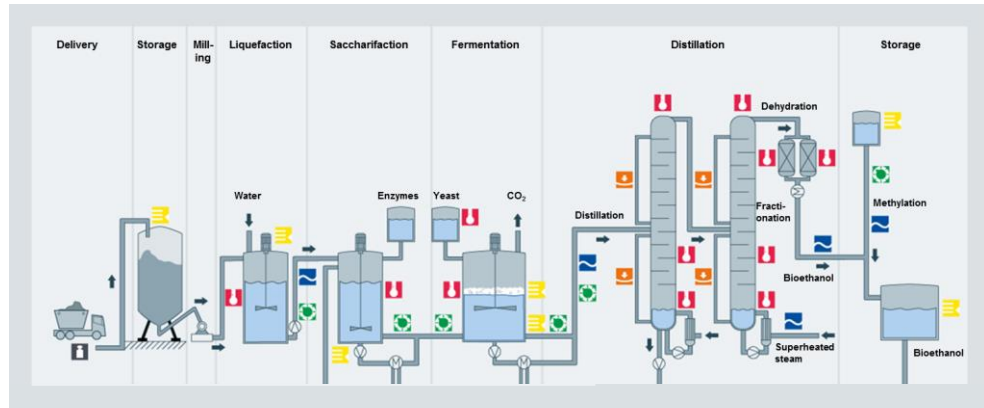 Delivery
Storage
Mill-
ing
Liquefaction
Saccharifaction
Fermentation
Distillation
Storage
Dehydration
Water
Enzymes
Yeast
CO₂
Distillation
Fracti-
onation
Methylation
Bioethanol
Superheated
steam
Bioethanol
M
M